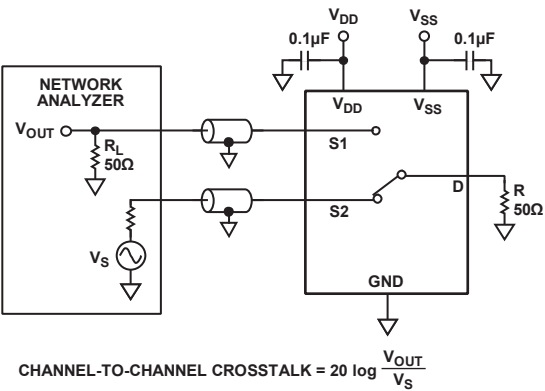 V_DD
V_SS
0.1µF
0.1µF
NETWORK
ANALYZER
V_DD
V_SS
V_OUT
R_L
50Ω
S1
S2
D
R
50Ω
V_S
GND
CHANNEL-TO-CHANNEL CROSSTALK = 20 log V_OUT / V_S